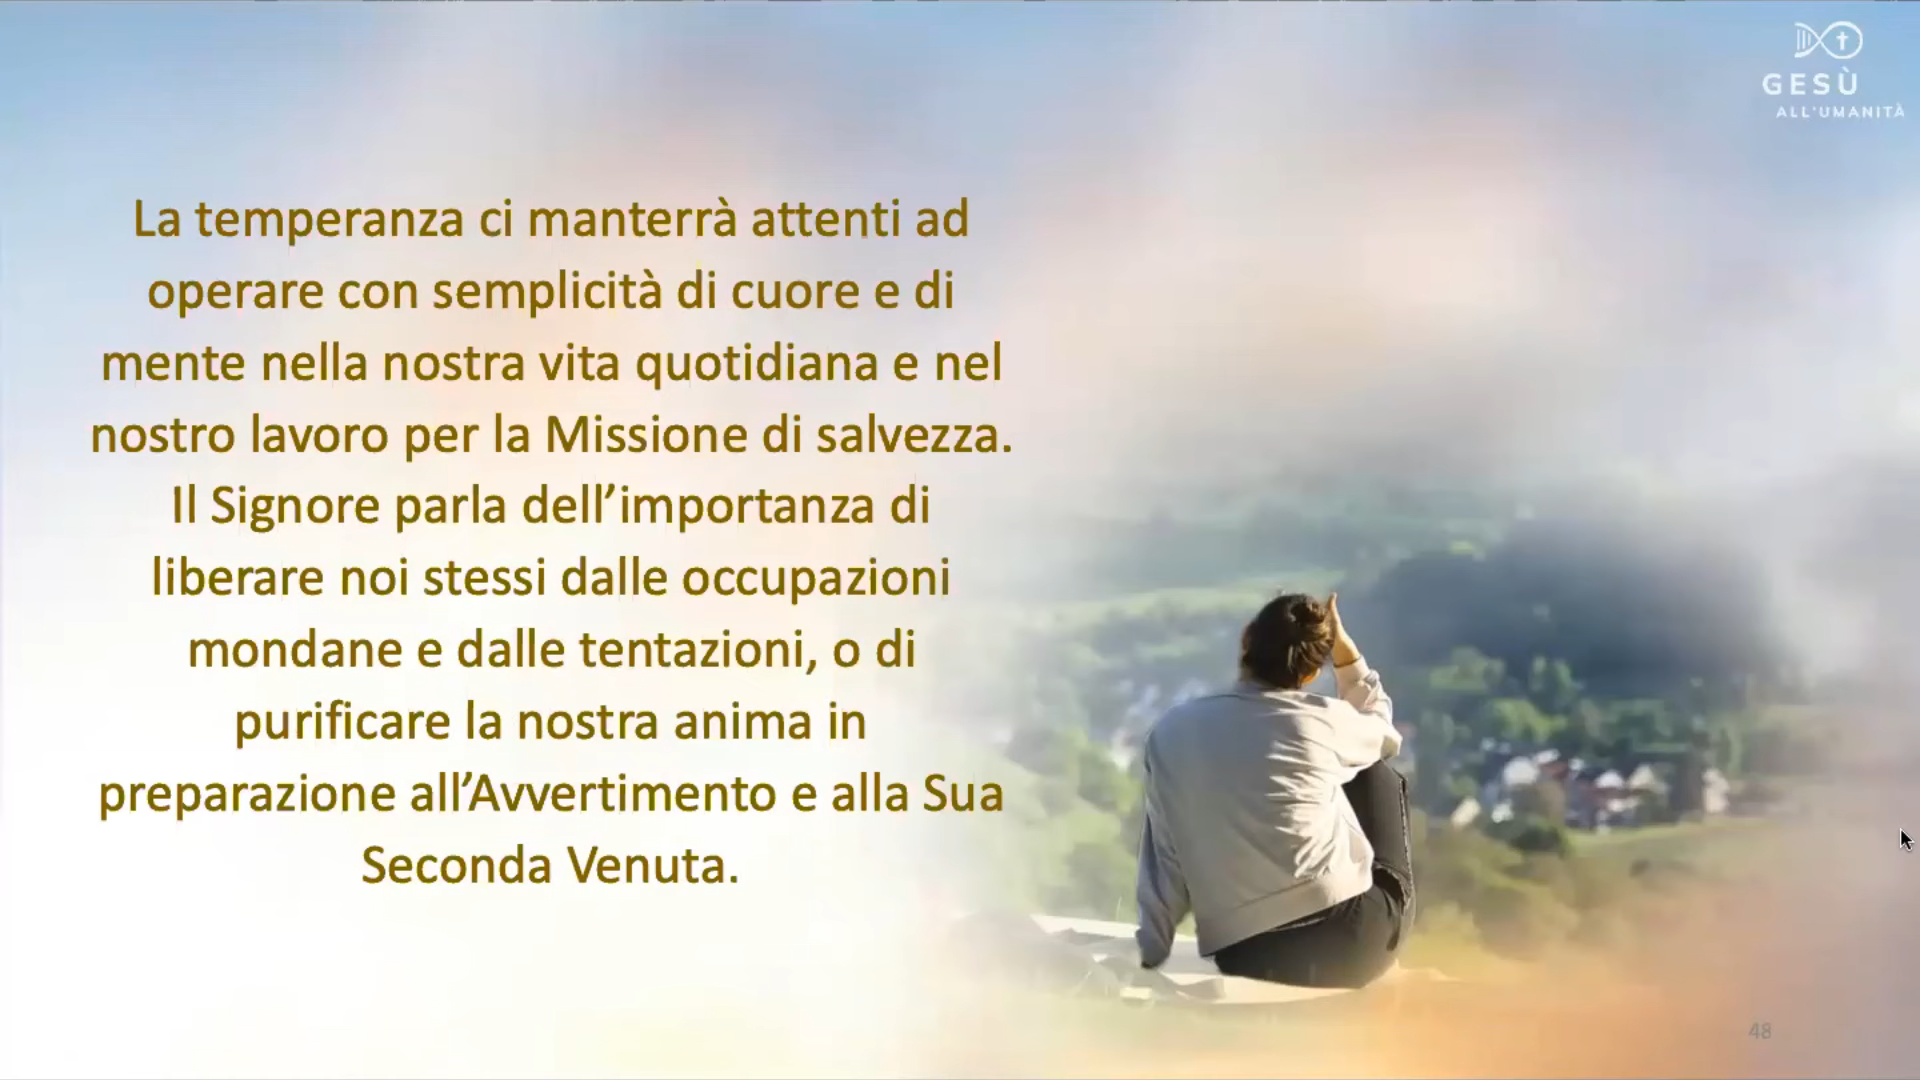 GESÙ
ALL'UMANITÀ
La temperanza ci manterrà attenti ad
operare con semplicità di cuore e di
mente nella nostra vita quotidiana e nel
nostro lavoro per la Missione di salvezza.
Il Signore parla dell’importanza di
liberare noi stessi dalle occupazioni
mondane e dalle tentazioni, o di
purificare la nostra anima in
preparazione all’Avvertimento e alla Sua
Seconda Venuta.
48